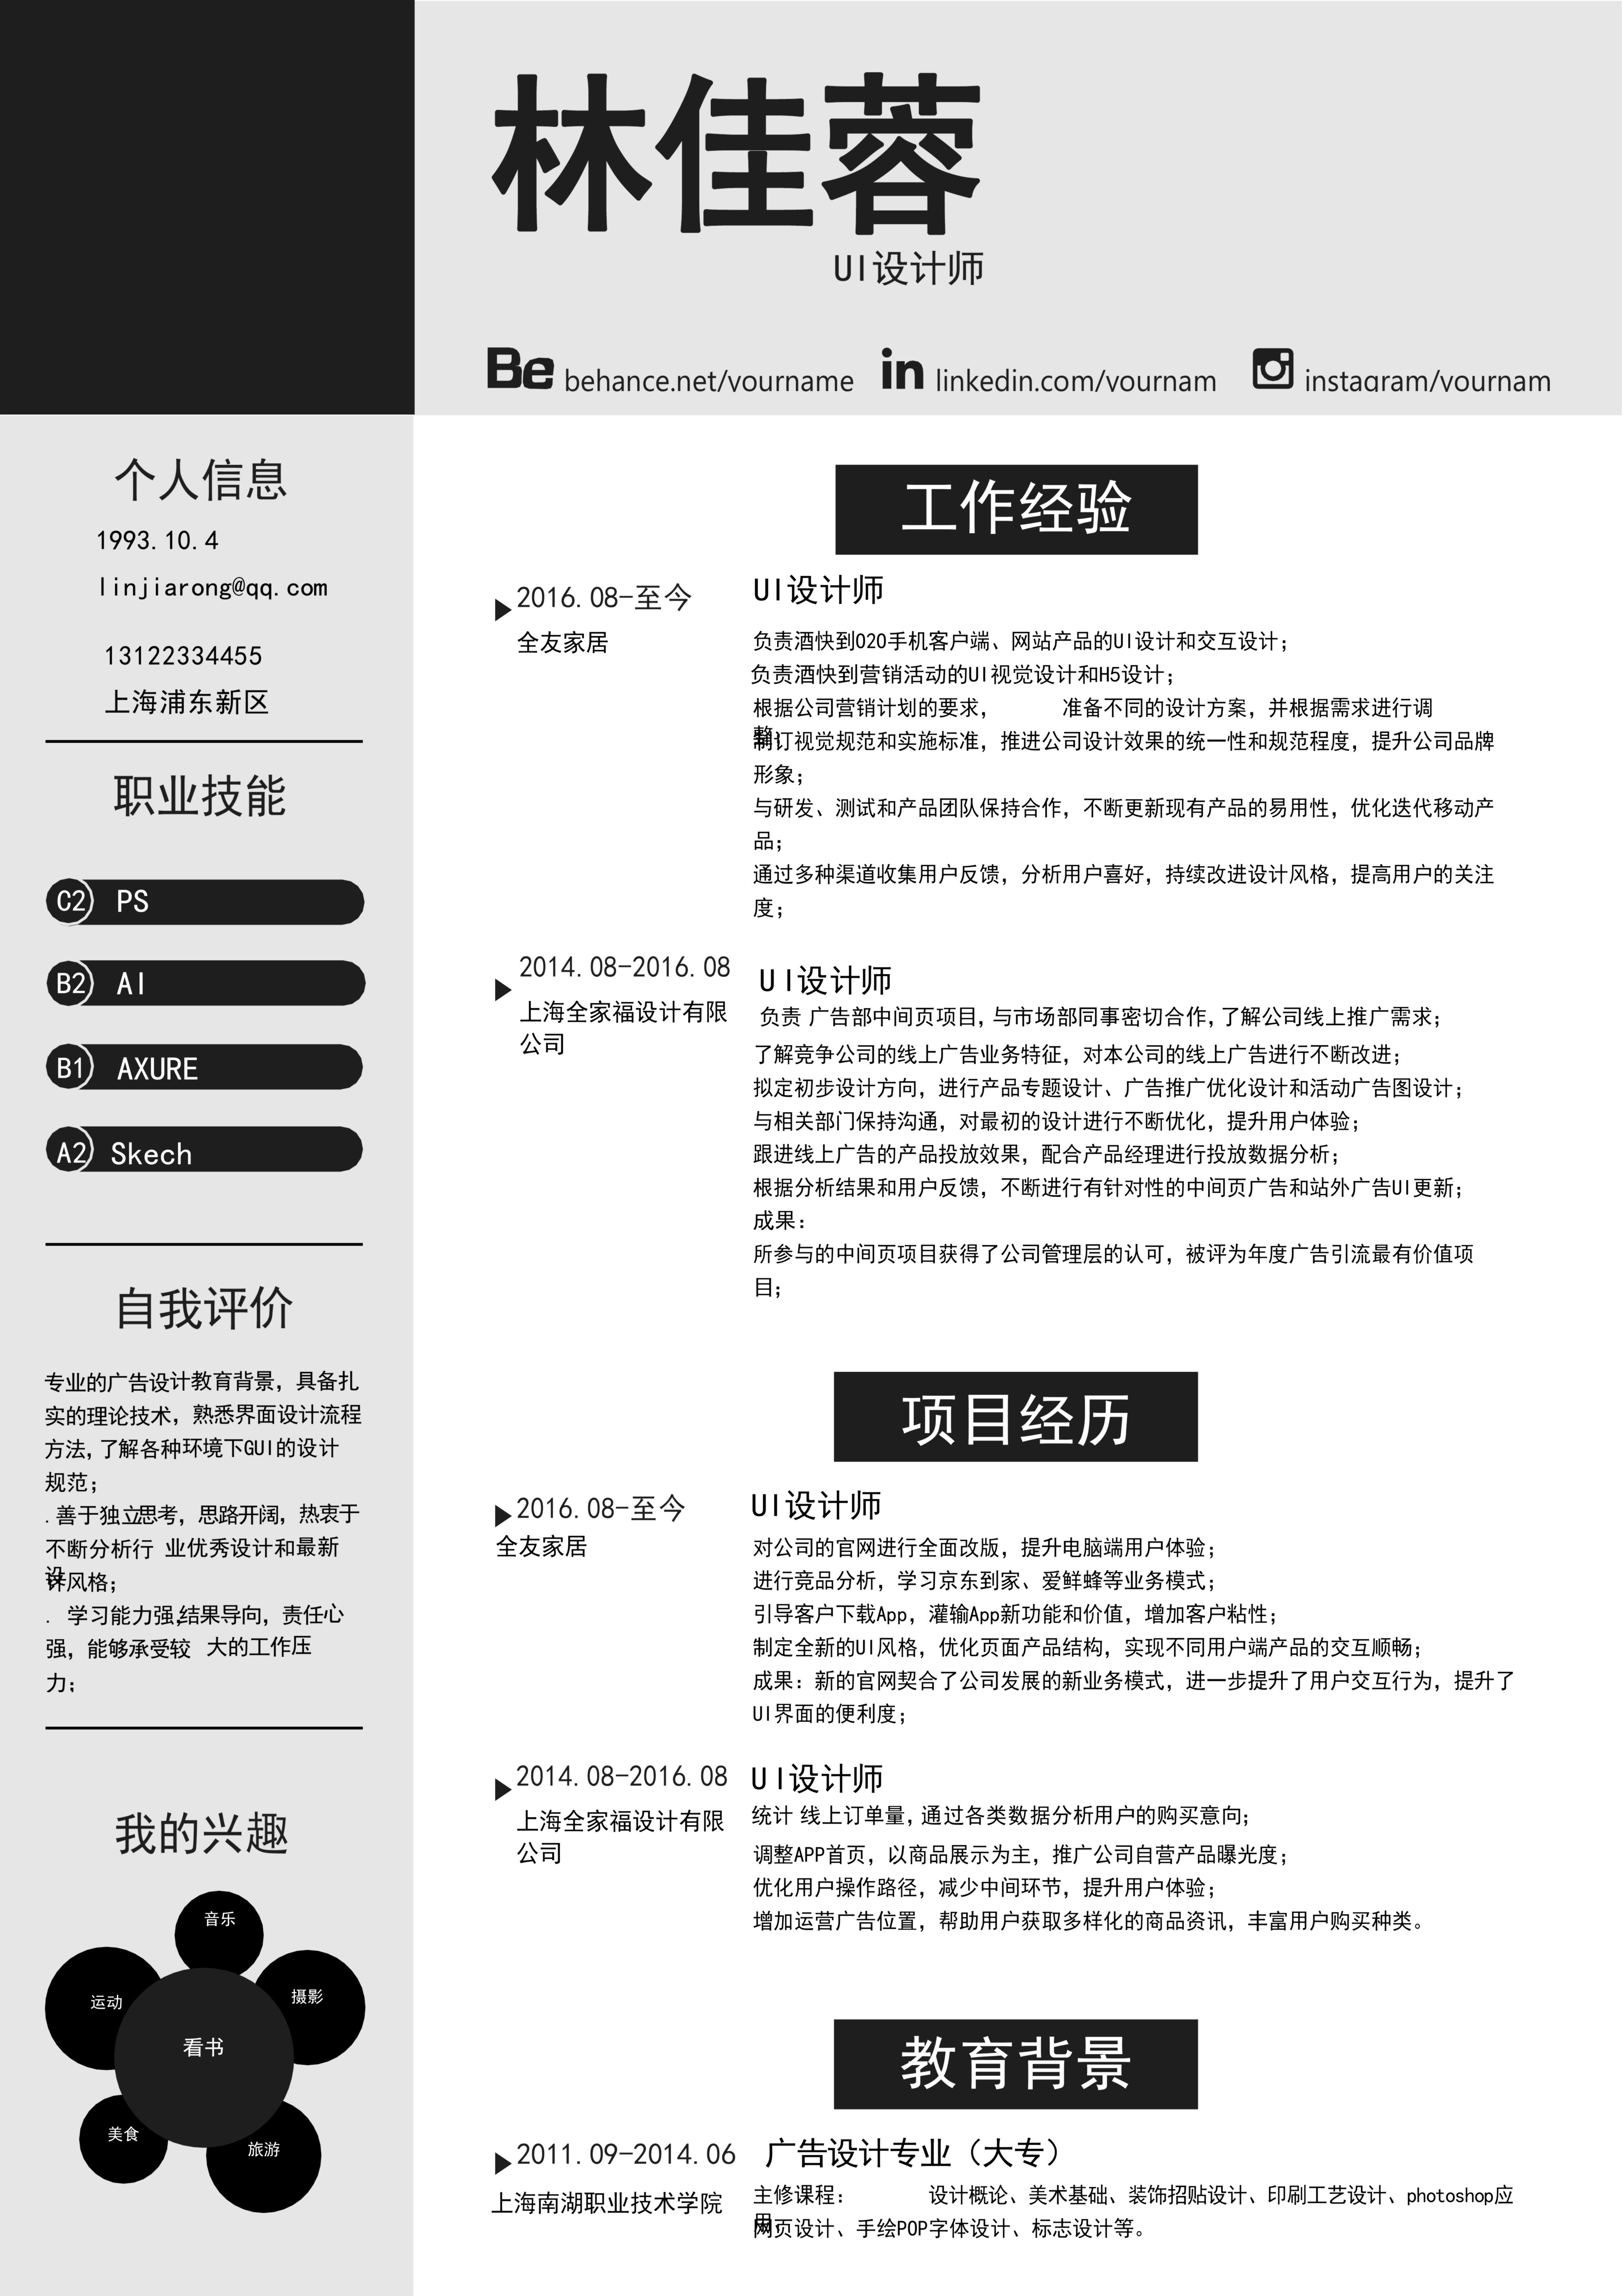 林佳蓉
UI设计师
Be behance.net/vourname in linkedin.com/vournam instaɑram/vournam
个人信息
1993.10.4
linjiarong@qq.com
13122334455
上海浦东新区
职业技能
C2 PS
B2 AI
B1 AXURE
A2 Skech
自我评价
专业的广告设计教育背景，具备扎
实的理论技术，熟悉界面设计流程
方法,了解各种环境下GUI的设计
规范；
.善于独立思考，思路开阔，热衷于
不断分析行 业优秀设计和最新
设
计风格；
. 学习能力强,结果导向，责任心
强，能够承受较 大的工作压
力；
我的兴趣
音乐
运动
摄影
看书
美食
旅游
工作经验
2016.08-至今
全友家居
UI设计师
负责酒快到O2O手机客户端、网站产品的UI设计和交互设计；
负责酒快到营销活动的UI视觉设计和H5设计；
根据公司营销计划的要求， 准备不同的设计方案，并根据需求进行调
整；
制订视觉规范和实施标准，推进公司设计效果的统一性和规范程度，提升公司品牌
形象；
与研发、测试和产品团队保持合作，不断更新现有产品的易用性，优化迭代移动产
品；
通过多种渠道收集用户反馈，分析用户喜好，持续改进设计风格，提高用户的关注
度；
2014.08-2016.08
上海全家福设计有限
公司
UI设计师
负责 广告部中间页项目,与市场部同事密切合作,了解公司线上推广需求；
了解竞争公司的线上广告业务特征，对本公司的线上广告进行不断改进；
拟定初步设计方向，进行产品专题设计、广告推广优化设计和活动广告图设计；
与相关部门保持沟通，对最初的设计进行不断优化，提升用户体验；
跟进线上广告的产品投放效果，配合产品经理进行投放数据分析；
根据分析结果和用户反馈，不断进行有针对性的中间页广告和站外广告UI更新；
成果：
所参与的中间页项目获得了公司管理层的认可，被评为年度广告引流最有价值项
目；
项目经历
2016.08-至今
全友家居
UI设计师
对公司的官网进行全面改版，提升电脑端用户体验；
进行竞品分析，学习京东到家、爱鲜蜂等业务模式；
引导客户下载App，灌输App新功能和价值，增加客户粘性；
制定全新的UI风格，优化页面产品结构，实现不同用户端产品的交互顺畅；
成果：新的官网契合了公司发展的新业务模式，进一步提升了用户交互行为，提升了
UI界面的便利度；
2014.08-2016.08
上海全家福设计有限
公司
UI设计师
统计 线上订单量,通过各类数据分析用户的购买意向；
调整APP首页，以商品展示为主，推广公司自营产品曝光度；
优化用户操作路径，减少中间环节，提升用户体验；
增加运营广告位置，帮助用户获取多样化的商品资讯，丰富用户购买种类。
教育背景
2011.09-2014.06
上海南湖职业技术学院
广告设计专业（大专）
主修课程： 设计概论、美术基础、装饰招贴设计、印刷工艺设计、photoshop应
用、
网页设计、手绘POP字体设计、标志设计等。